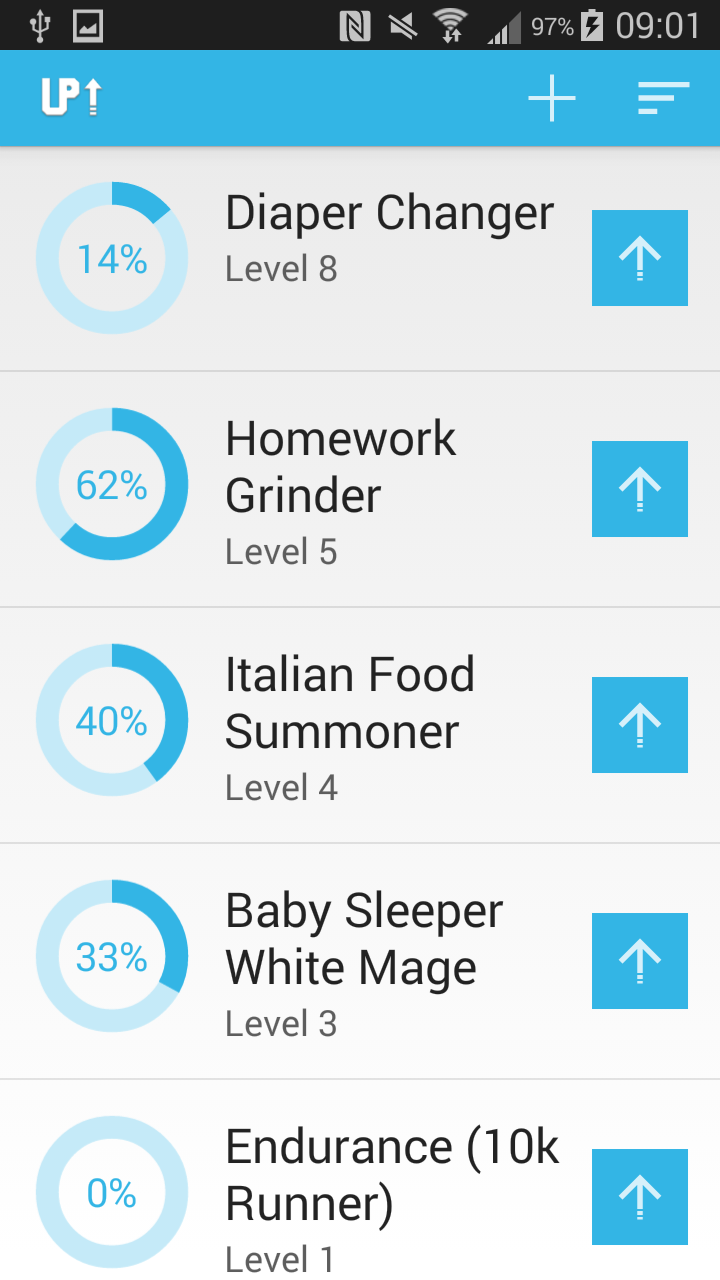 97% 09:01
UP
14%
Diaper Changer
Level 8
62%
Homework
Grinder
Level 5
40%
Italian Food
Summoner
Level 4
33%
Baby Sleeper
White Mage
Level 3
0%
Endurance (10k
Runner)
Level 1